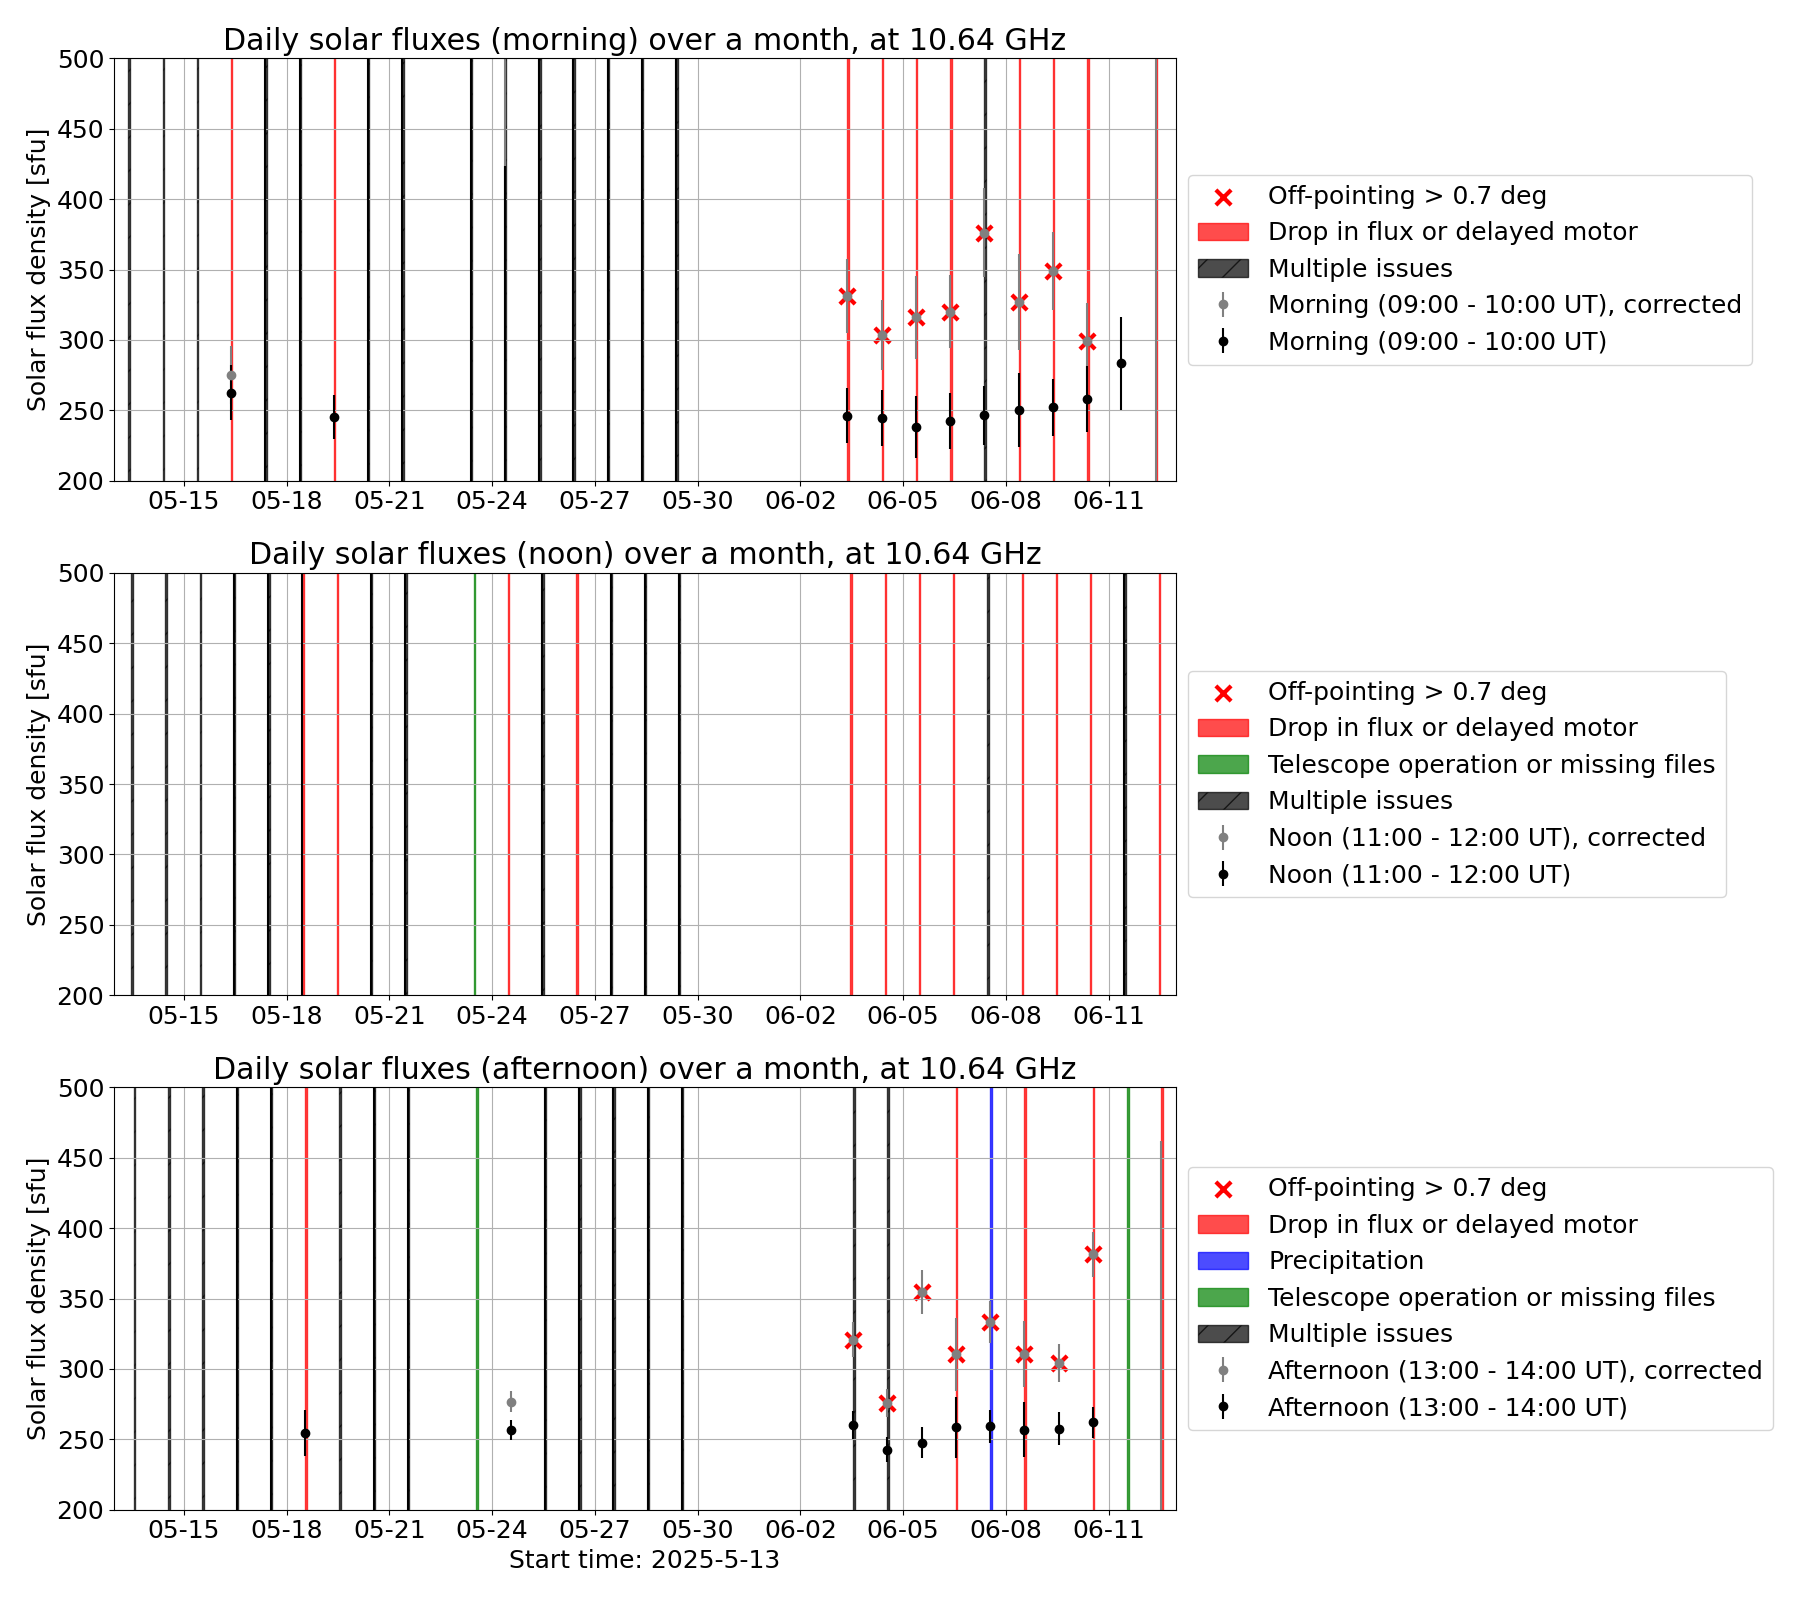 Daily solar fluxes (morning) over a month, at 10.64 GHz
500
450
400
350
300
250
200
Solar flux density [sfu]
05-15 05-18 05-21 05-24 05-27 05-30 06-02 06-05 06-08 06-11
Off-pointing > 0.7 deg
Drop in flux or delayed motor
Multiple issues
Morning (09:00 - 10:00 UT), corrected
Morning (09:00 - 10:00 UT)
Daily solar fluxes (noon) over a month, at 10.64 GHz
500
450
400
350
300
250
200
Solar flux density [sfu]
05-15 05-18 05-21 05-24 05-27 05-30 06-02 06-05 06-08 06-11
Off-pointing > 0.7 deg
Drop in flux or delayed motor
Telescope operation or missing files
Multiple issues
Noon (11:00 - 12:00 UT), corrected
Noon (11:00 - 12:00 UT)
Daily solar fluxes (afternoon) over a month, at 10.64 GHz
500
450
400
350
300
250
200
Solar flux density [sfu]
05-15 05-18 05-21 05-24 05-27 05-30 06-02 06-05 06-08 06-11
Start time: 2025-5-13
Off-pointing > 0.7 deg
Drop in flux or delayed motor
Precipitation
Telescope operation or missing files
Multiple issues
Afternoon (13:00 - 14:00 UT), corrected
Afternoon (13:00 - 14:00 UT)